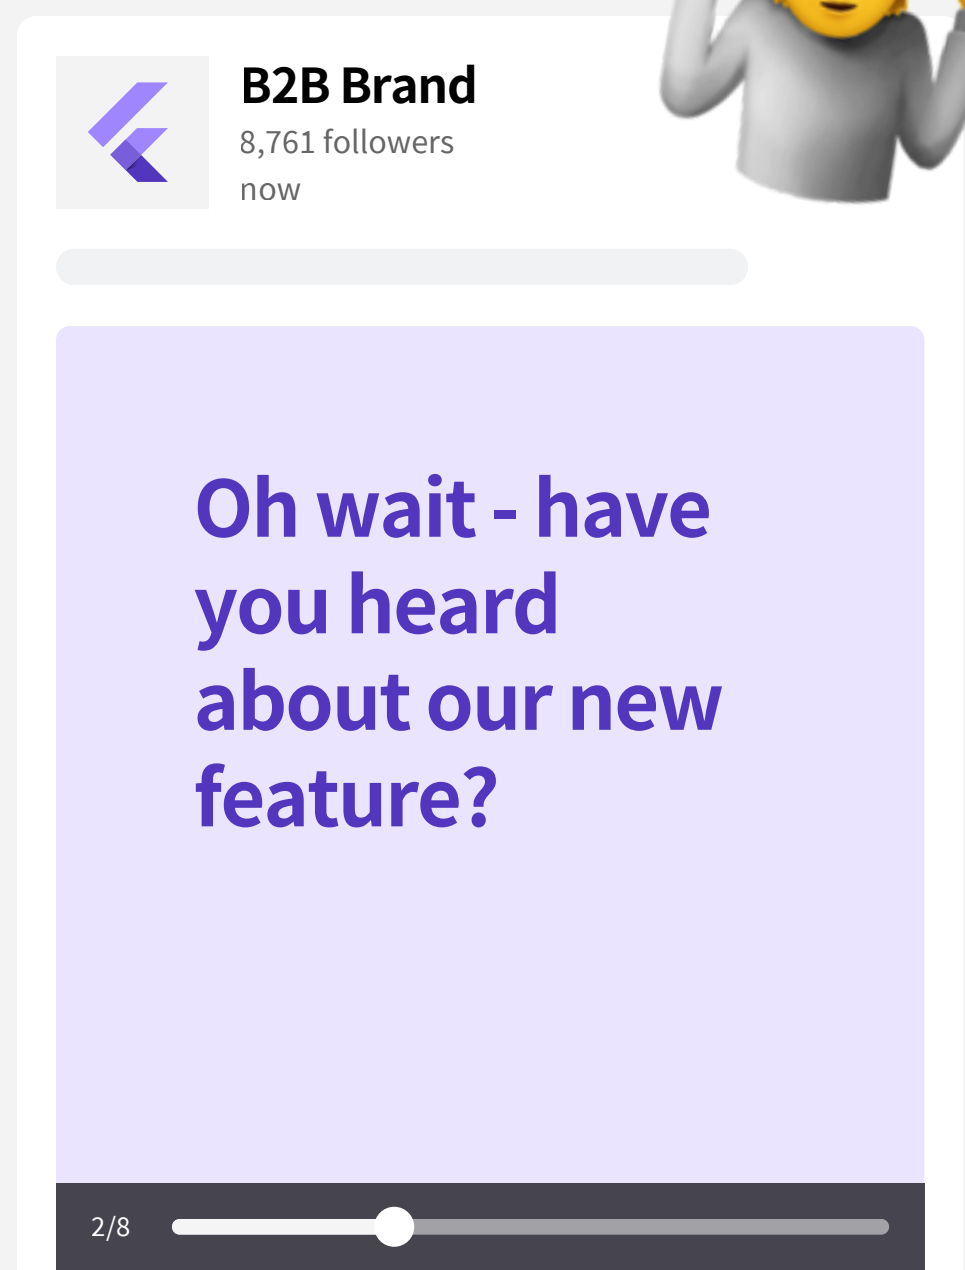 B2B Brand
8,761 followers
now
Oh wait - have
you heard
about our new
feature?
2/8